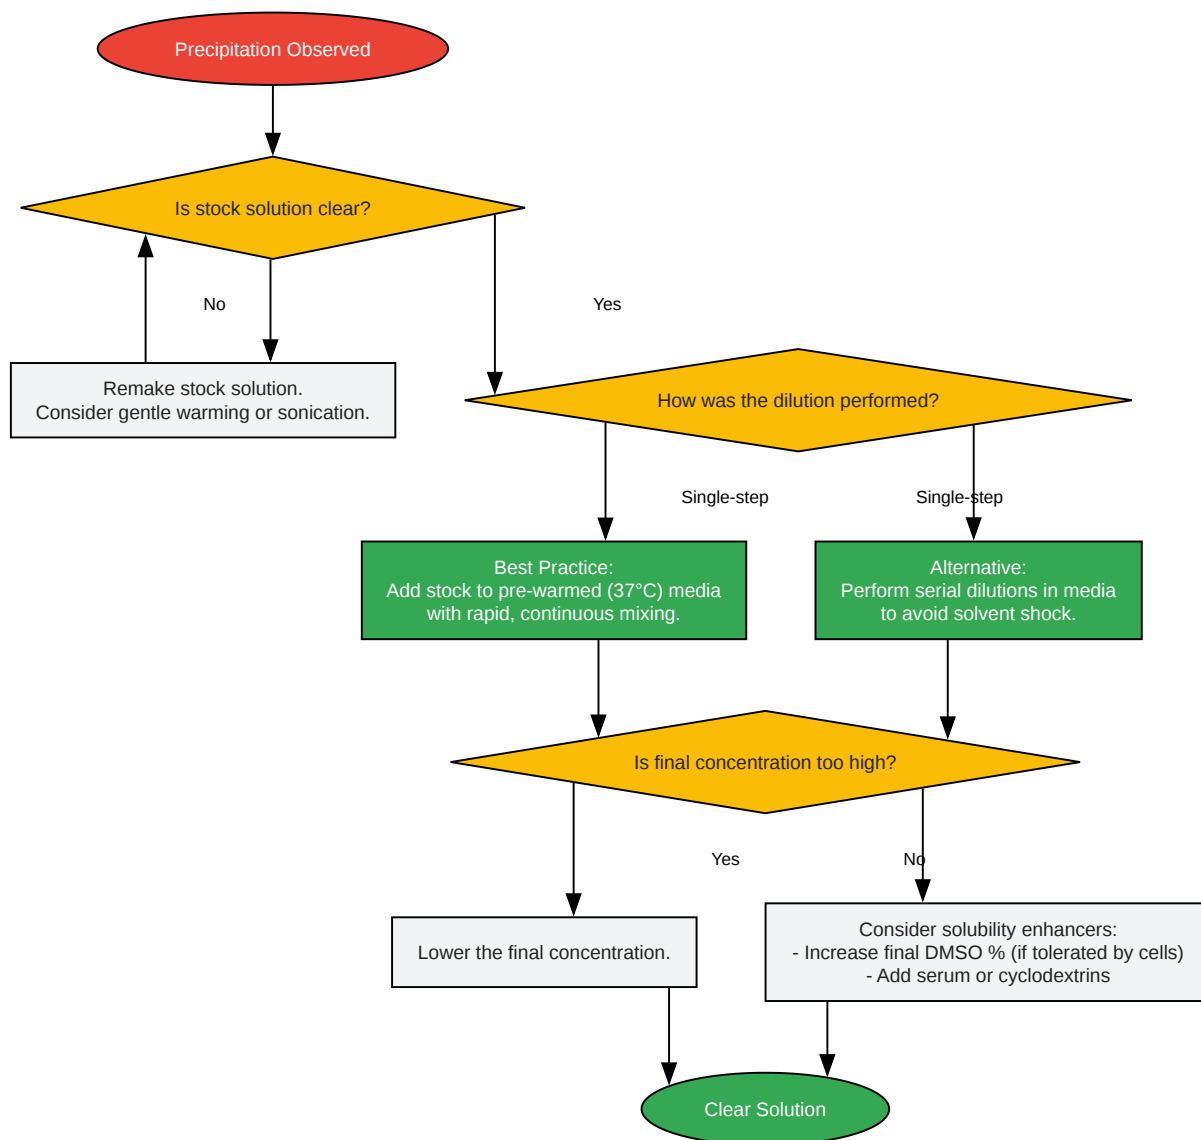 Precipitation Observed
Is stock solution clear?
No
Yes
Remake stock solution.
Consider gentle warming or sonication.
How was the dilution performed?
Single-step
Single-step
Best Practice:
Add stock to pre-warmed (37°C) media
with rapid, continuous mixing.
Alternative:
Perform serial dilutions in media
to avoid solvent shock.
Is final concentration too high?
Yes
No
Lower the final concentration.
Consider solubility enhancers:
- Increase final DMSO % (if tolerated by cells)
- Add serum or cyclodextrins
Clear Solution